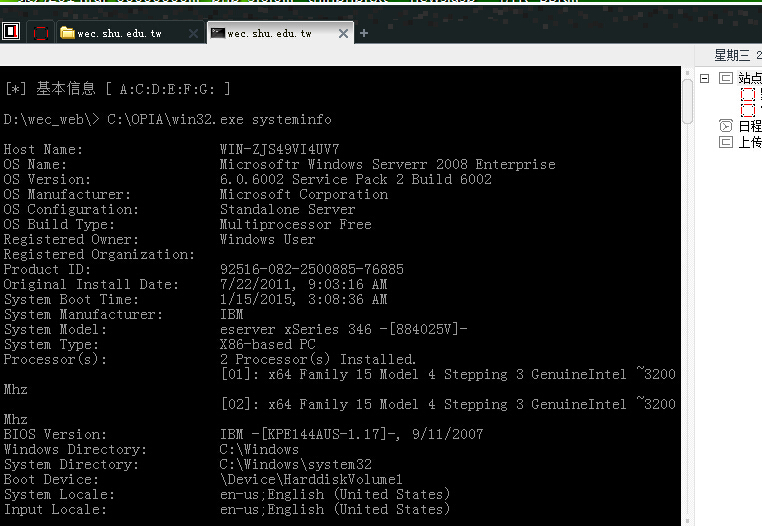 wec.shu.edu.tw
wec.shu.edu.tw
星期三 2
站点
日程
上传
[*] 基本信息 [ A:C:D:E:F:G: ]
D:\wec_web\> C:\OPIA\win32.exe systeminfo
Host Name: WIN-ZJS49VI4UV7
OS Name: Microsoftr Windows Serverr 2008 Enterprise
OS Version: 6.0.6002 Service Pack 2 Build 6002
OS Manufacturer: Microsoft Corporation
OS Configuration: Standalone Server
OS Build Type: Multiprocessor Free
Registered Owner: Windows User
Registered Organization:
Product ID: 92516-082-2500885-76885
Original Install Date: 7/22/2011, 9:03:16 AM
System Boot Time: 1/15/2015, 3:08:36 AM
System Manufacturer: IBM
System Model: eserver xSeries 346 -[884025V]-
System Type: X86-based PC
Processor(s): 2 Processor(s) Installed.
[01]: x64 Family 15 Model 4 Stepping 3 GenuineIntel ~3200
Mhz
[02]: x64 Family 15 Model 4 Stepping 3 GenuineIntel ~3200
Mhz
BIOS Version: IBM -[KPE144AUS-1.17]-, 9/11/2007
Windows Directory: C:\Windows
System Directory: C:\Windows\system32
Boot Device: \Device\HarddiskVolume1
System Locale: en-us;English (United States)
Input Locale: en-us;English (United States)